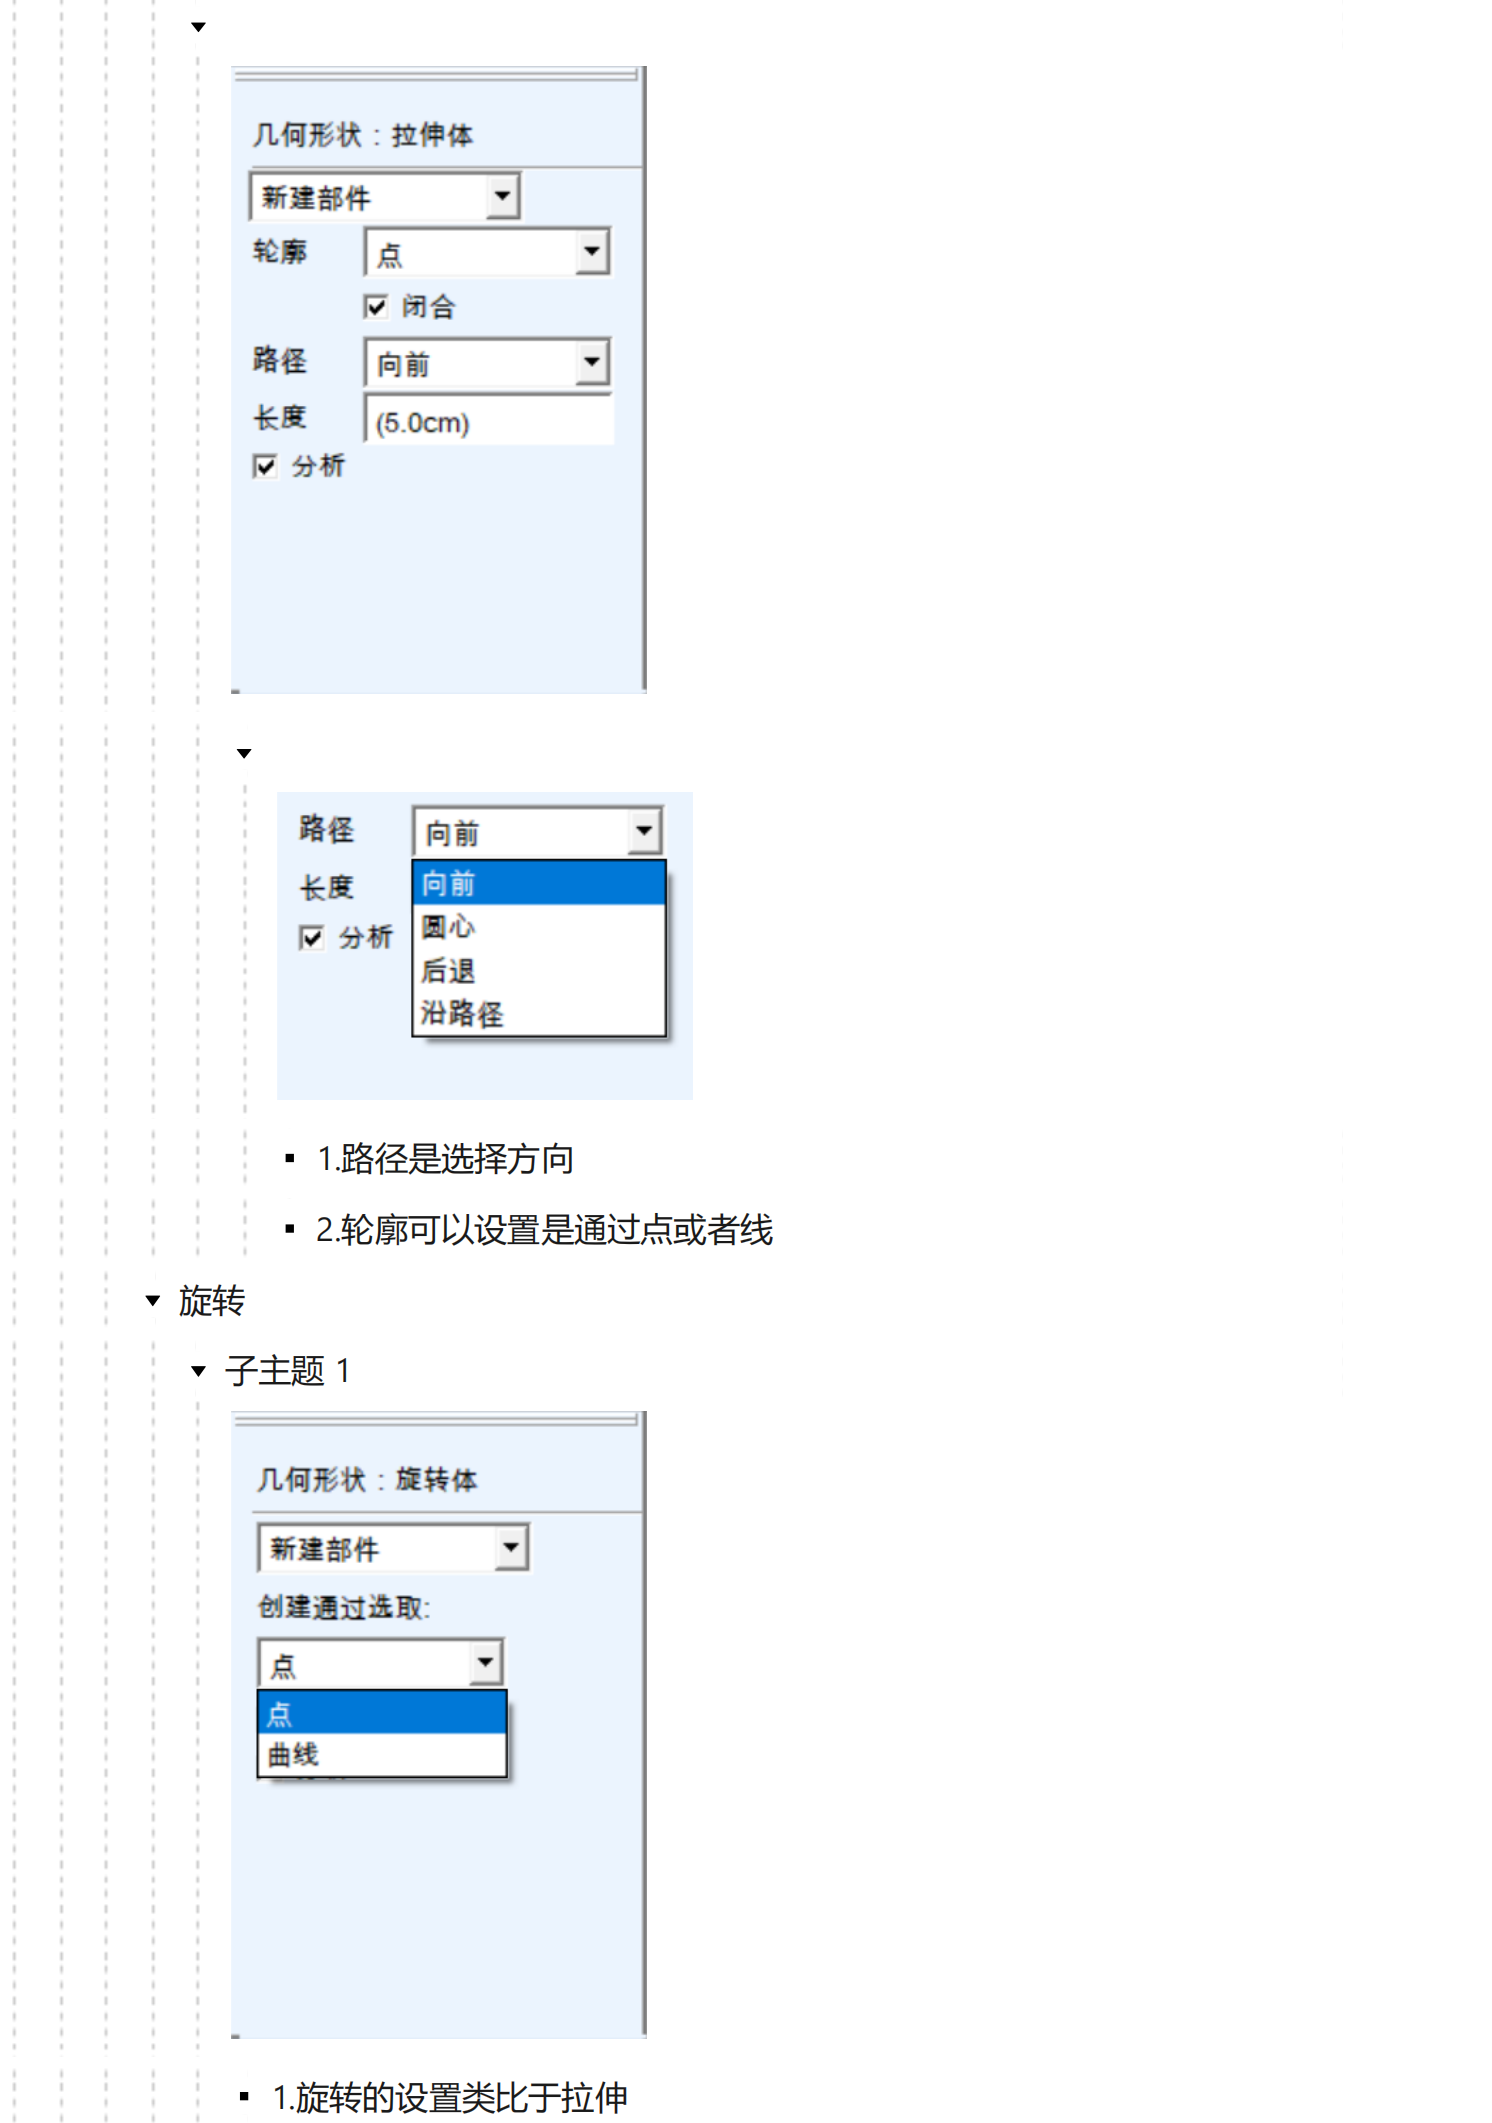 几何形状：拉伸体
新建部件
轮廓 点
闭合
路径 向前
长度 (5.0cm)
分析
路径 向前
长度 向前
圆心
分析
后退
沿路径
1.路径是选择方向
2.轮廓可以设置是通过点或者线
旋转
子主题 1
几何形状：旋转体
新建部件
创建通过选取:
点
点
曲线
1.旋转的设置类比于拉伸